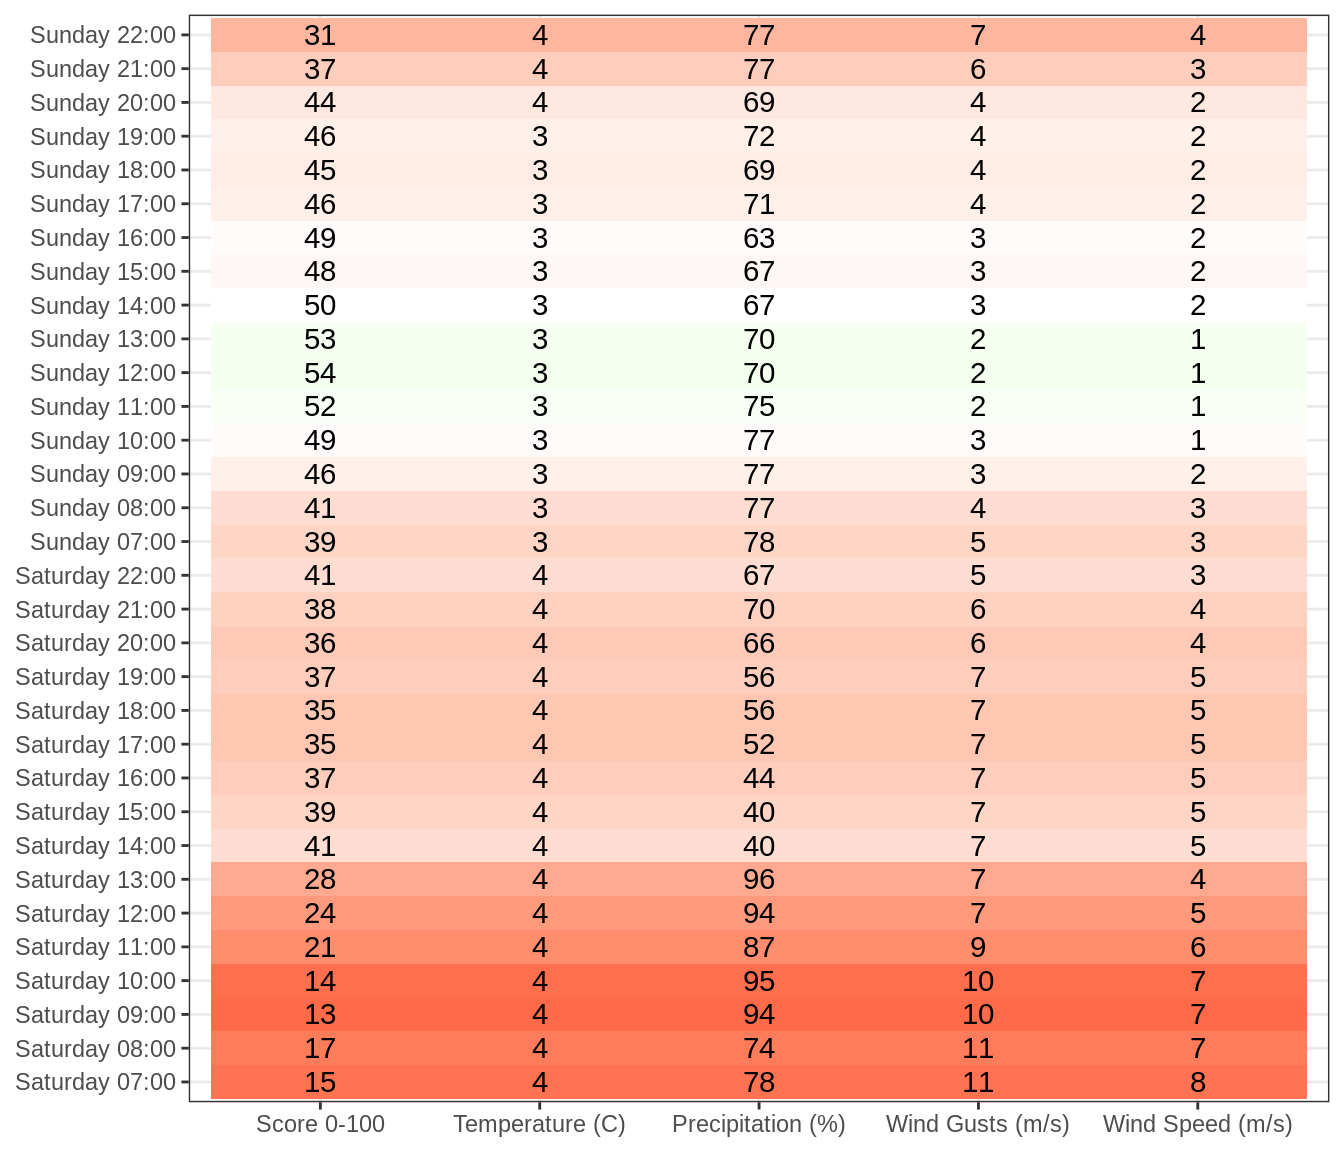 Sunday 22:00 31 4 77 7 4
Sunday 21:00 37 4 77 6 3
Sunday 20:00 44 4 69 4 2
Sunday 19:00 46 3 72 4 2
Sunday 18:00 45 3 69 4 2
Sunday 17:00 46 3 71 4 2
Sunday 16:00 49 3 63 3 2
Sunday 15:00 48 3 67 3 2
Sunday 14:00 50 3 67 3 2
Sunday 13:00 53 3 70 2 1
Sunday 12:00 54 3 70 2 1
Sunday 11:00 52 3 75 2 1
Sunday 10:00 49 3 77 3 1
Sunday 09:00 46 3 77 3 2
Sunday 08:00 41 3 77 4 3
Sunday 07:00 39 3 78 5 3
Saturday 22:00 41 4 67 5 3
Saturday 21:00 38 4 70 6 4
Saturday 20:00 36 4 66 6 4
Saturday 19:00 37 4 56 7 5
Saturday 18:00 35 4 56 7 5
Saturday 17:00 35 4 52 7 5
Saturday 16:00 37 4 44 7 5
Saturday 15:00 39 4 40 7 5
Saturday 14:00 41 4 40 7 5
Saturday 13:00 28 4 96 7 4
Saturday 12:00 24 4 94 7 5
Saturday 11:00 21 4 87 9 6
Saturday 10:00 14 4 95 10 7
Saturday 09:00 13 4 94 10 7
Saturday 08:00 17 4 74 11 7
Saturday 07:00 15 4 78 11 8
Score 0-100 Temperature (C) Precipitation (%) Wind Gusts (m/s) Wind Speed (m/s)